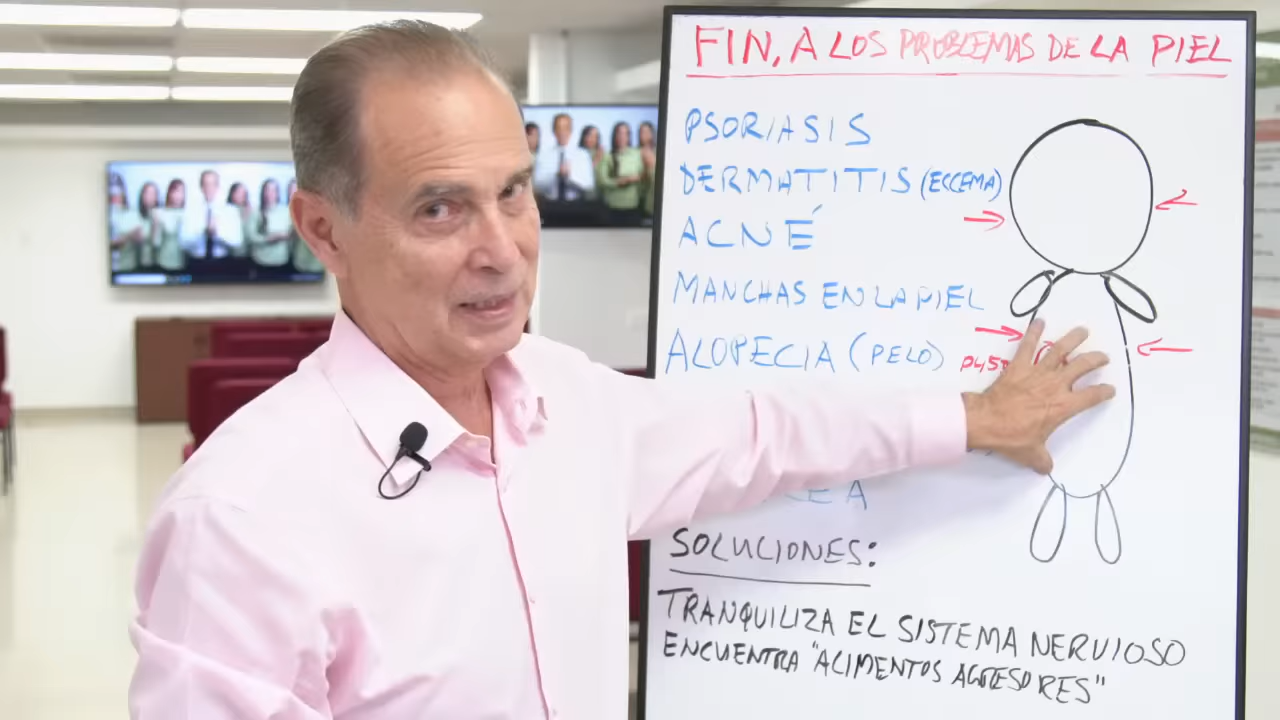 FIN, A LOS PROBLEMAS DE LA PIEL
PSORIASIS
DERMATITIS (ECCEMA)
ACNÉ
MANCHAS EN LA PIEL
ALOPECIA (PELO)
SOLUCIONES:
TRANQUILIZA EL SISTEMA NERVIOSO
ENCUENTRA "ALIMENTOS AGRESORES"